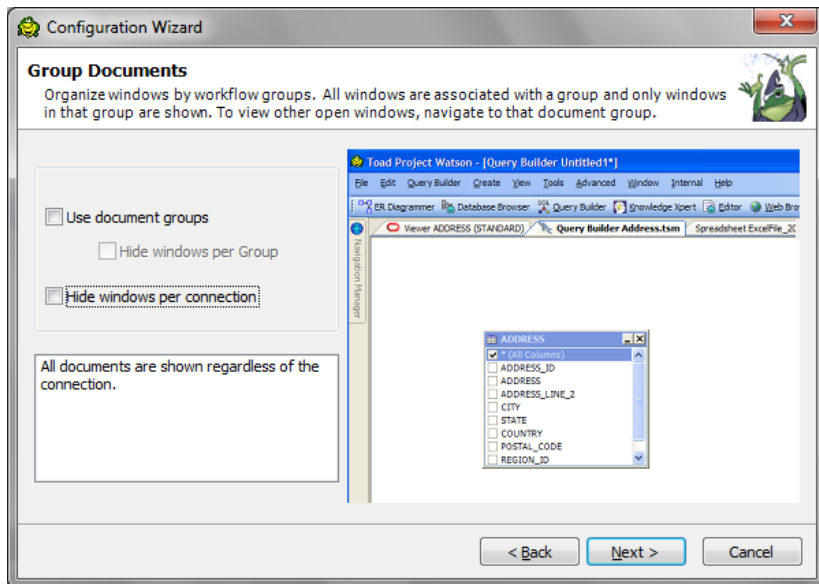 Configuration Wizard
Group Documents
Organize windows by workflow groups. All windows are associated with a group and only windows
in that group are shown. To view other open windows, navigate to that document group.
Use document groups
Hide windows per Group
Hide windows per connection
All documents are shown regardless of the
connection.
Toad Project Watson - [Query Builder Untitled1*]
File Edit Query Builder Create View Tools Advanced Window Internal Help
ER Diagrammer Database Browser Query Builder Knowledge Xpert Editor Web Bro
Viewer ADDRESS (STANDARD) Query Builder Address.tsm Spreadsheet ExcelFile_20
Navigation Manager
ADDRESS
* (All Columns)
ADDRESS_ID
ADDRESS
ADDRESS_LINE_2
CITY
STATE
COUNTRY
POSTAL_CODE
REGION_ID
< Back Next > Cancel